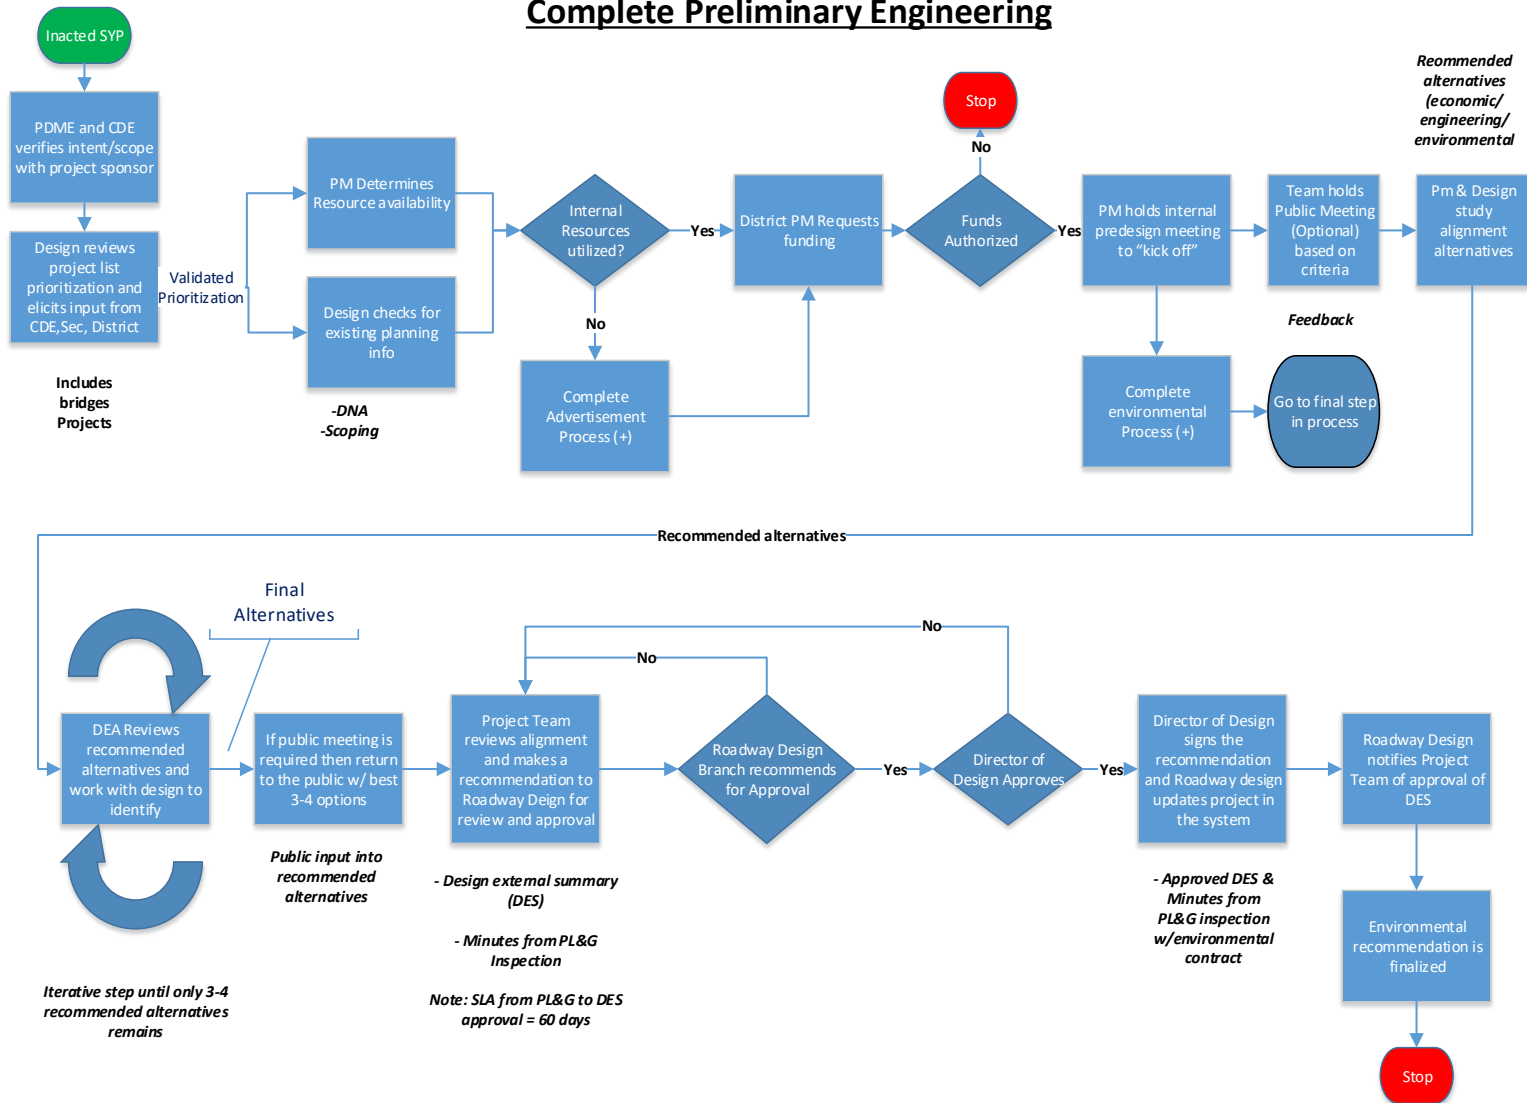 Complete Preliminary Engineering
Inacted SYP
PDME and CDE
verifies intent/scope
with project sponsor
Design reviews
project list
prioritization and
elicits input from
CDE,Sec, District
Includes
bridges
Projects
Validated
Prioritization
PM Determines
Resource availability
Design checks for
existing planning
info
-DNA
-Scoping
Internal
Resources
utilized?
Yes
No
Complete
Advertisement
Process (+)
District PM Requests
funding
Funds
Authorized
No
Stop
Yes
PM holds internal
predesign meeting
to “kick off”
Complete
environmental
Process (+)
Go to final step
in process
Team holds
Public Meeting
(Optional)
based on
criteria
Feedback
Reommended
alternatives
(economic/
engineering/
environmental
Pm & Design
study
alignment
alternatives
Recommended alternatives
Final
Alternatives
DEA Reviews
recommended
alternatives and
work with design to
identify
Iterative step until only 3-4
recommended alternatives
remains
If public meeting is
required then return
to the public w/ best
3-4 options
Public input into
recommended
alternatives
Project Team
reviews alignment
and makes a
recommendation to
Roadway Deign for
review and approval
- Design external summary
(DES)
- Minutes from PL&G
Inspection
Note: SLA from PL&G to DES
approval = 60 days
No
No
Roadway Design
Branch recommends
for Approval
Yes
Director of
Design Approves
Yes
Director of Design
signs the
recommendation
and Roadway design
updates project in
the system
- Approved DES &
Minutes from
PL&G inspection
w/environmental
contract
Roadway Design
notifies Project
Team of approval of
DES
Environmental
recommendation is
finalized
Stop